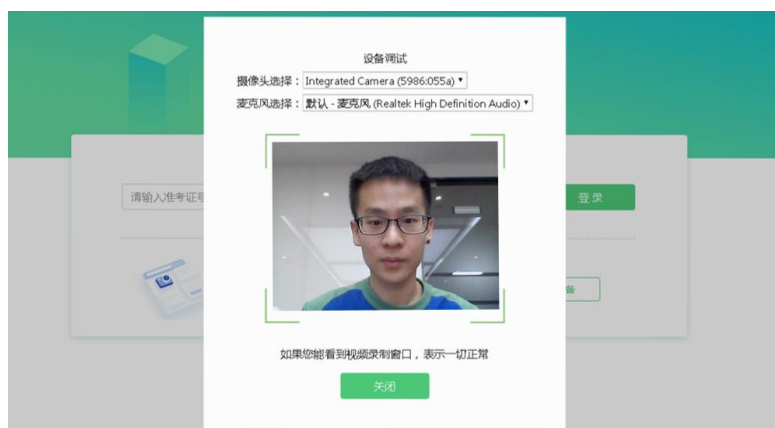 设备调试
摄像头选择：Integrated Camera (5986:055a)
麦克风选择：默认 - 麦克风 (Realtek High Definition Audio)
请输入准考证号
登录
备
如果您能看到视频录制窗口，表示一切正常
关闭